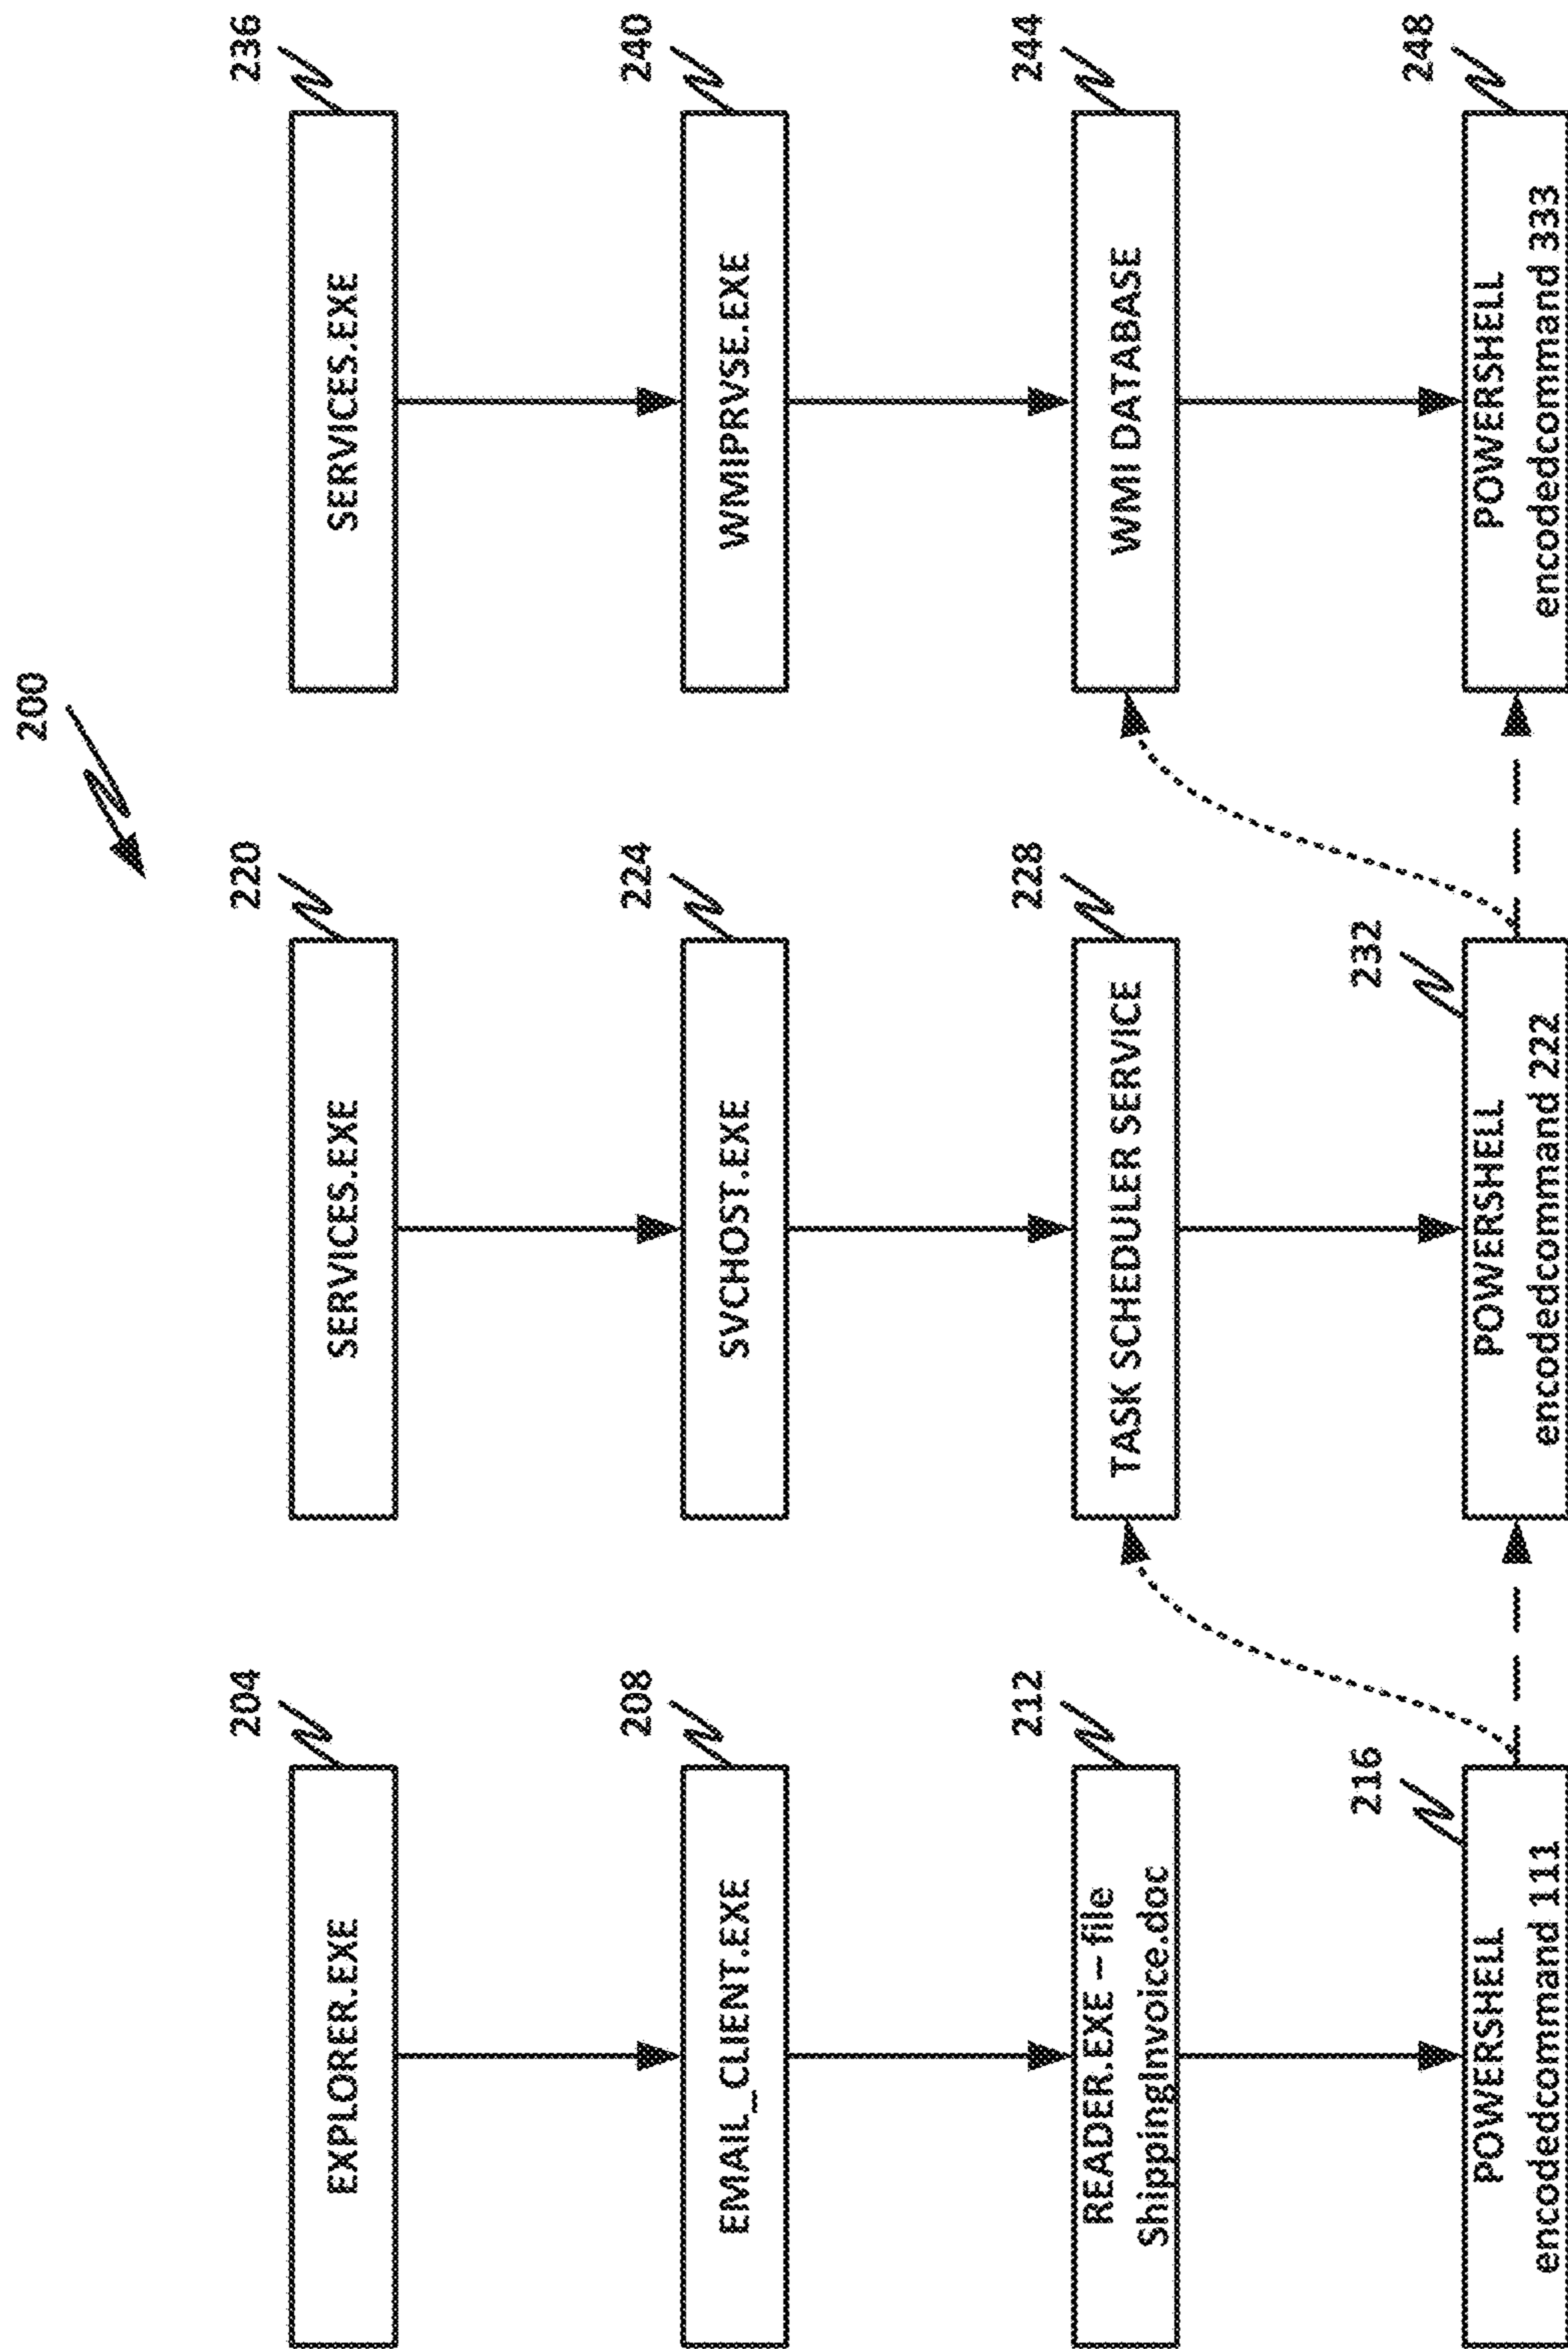 200
204
EXPLORER.EXE
208
EMAIL_CLIENT.EXE
212
READER.EXE –file
ShippingInvoice.doc
216
POWERSHELL
encodedcommand 111
220
SERVICES.EXE
224
SVCHOST.EXE
228
TASK SCHEDULER SERVICE
232
POWERSHELL
encodedcommand 222
236
SERVICES.EXE
240
WMIPRVSE.EXE
244
WMI DATABASE
248
POWERSHELL
encodedcommand 333